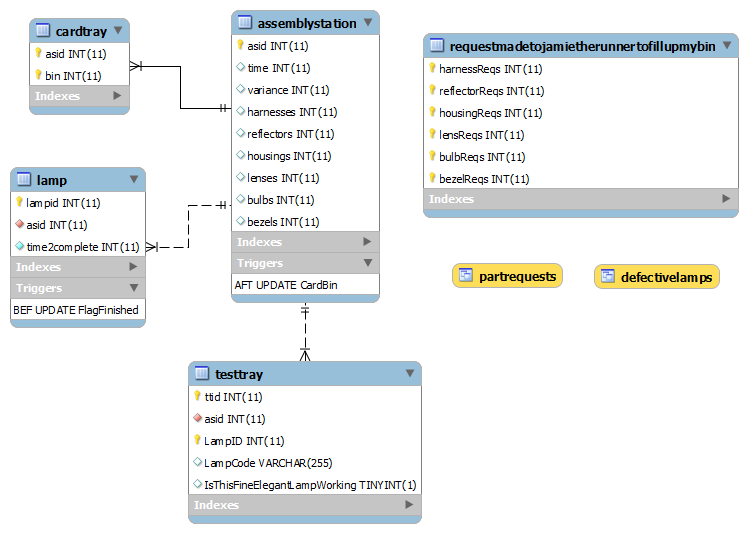 cardtray
asid INT(11)
bin INT(11)
Indexes
assemblystation
asid INT(11)
time INT(11)
variance INT(11)
harnesses INT(11)
reflectors INT(11)
housings INT(11)
lenses INT(11)
bulbs INT(11)
bezels INT(11)
Indexes
Triggers
AFT UPDATE CardBin
requestmadetojamietherunnertofillupmybin
harnessReqs INT(11)
reflectorReqs INT(11)
housingReqs INT(11)
lensReqs INT(11)
bulbReqs INT(11)
bezelReqs INT(11)
Indexes
lamp
lampid INT(11)
asid INT(11)
time2complete INT(11)
Indexes
Triggers
BEF UPDATE FlagFinished
partrequests
defectivelamps
testtray
ttid INT(11)
asid INT(11)
LampID INT(11)
LampCode VARCHAR(255)
IsThisFineElegantLampWorking TINYINT(1)
Indexes